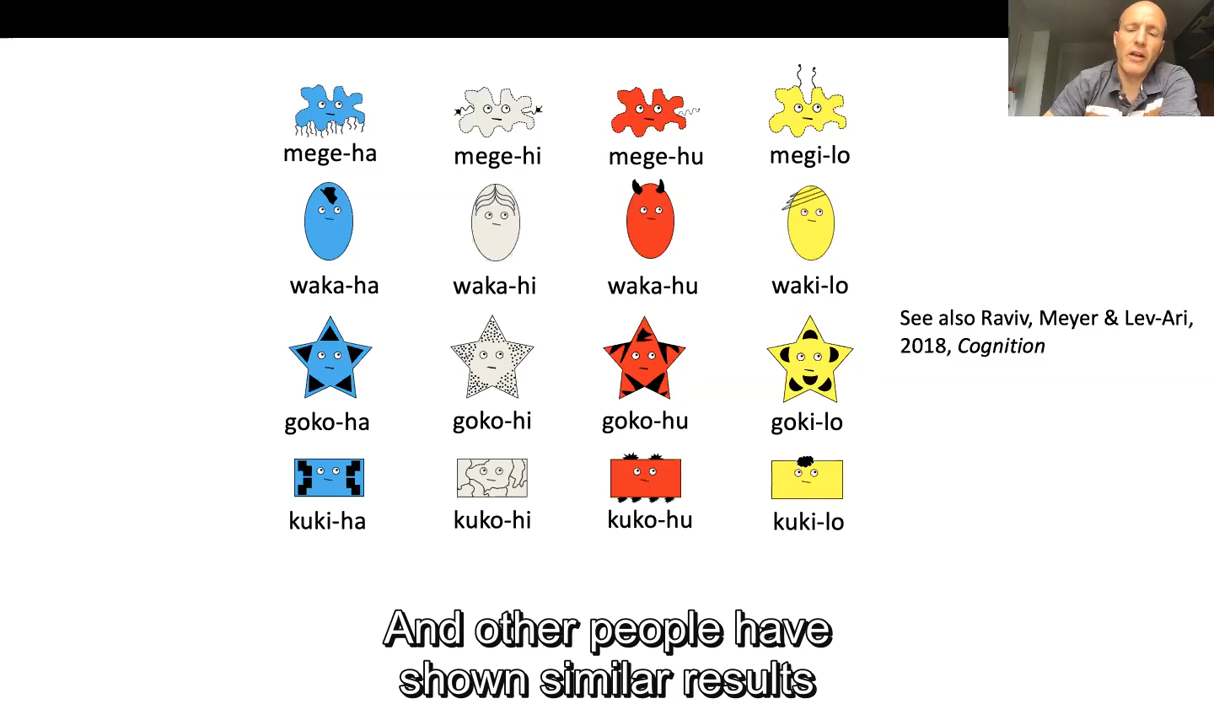 mege-ha mege-hi mege-hu megi-lo
waka-ha waka-hi waka-hu waki-lo
See also Raviv, Meyer & Lev-Ari,
2018, Cognition
goko-ha goko-hi goko-hu goki-lo
kuki-ha kuko-hi kuko-hu kuki-lo
And other people have
shown similar results